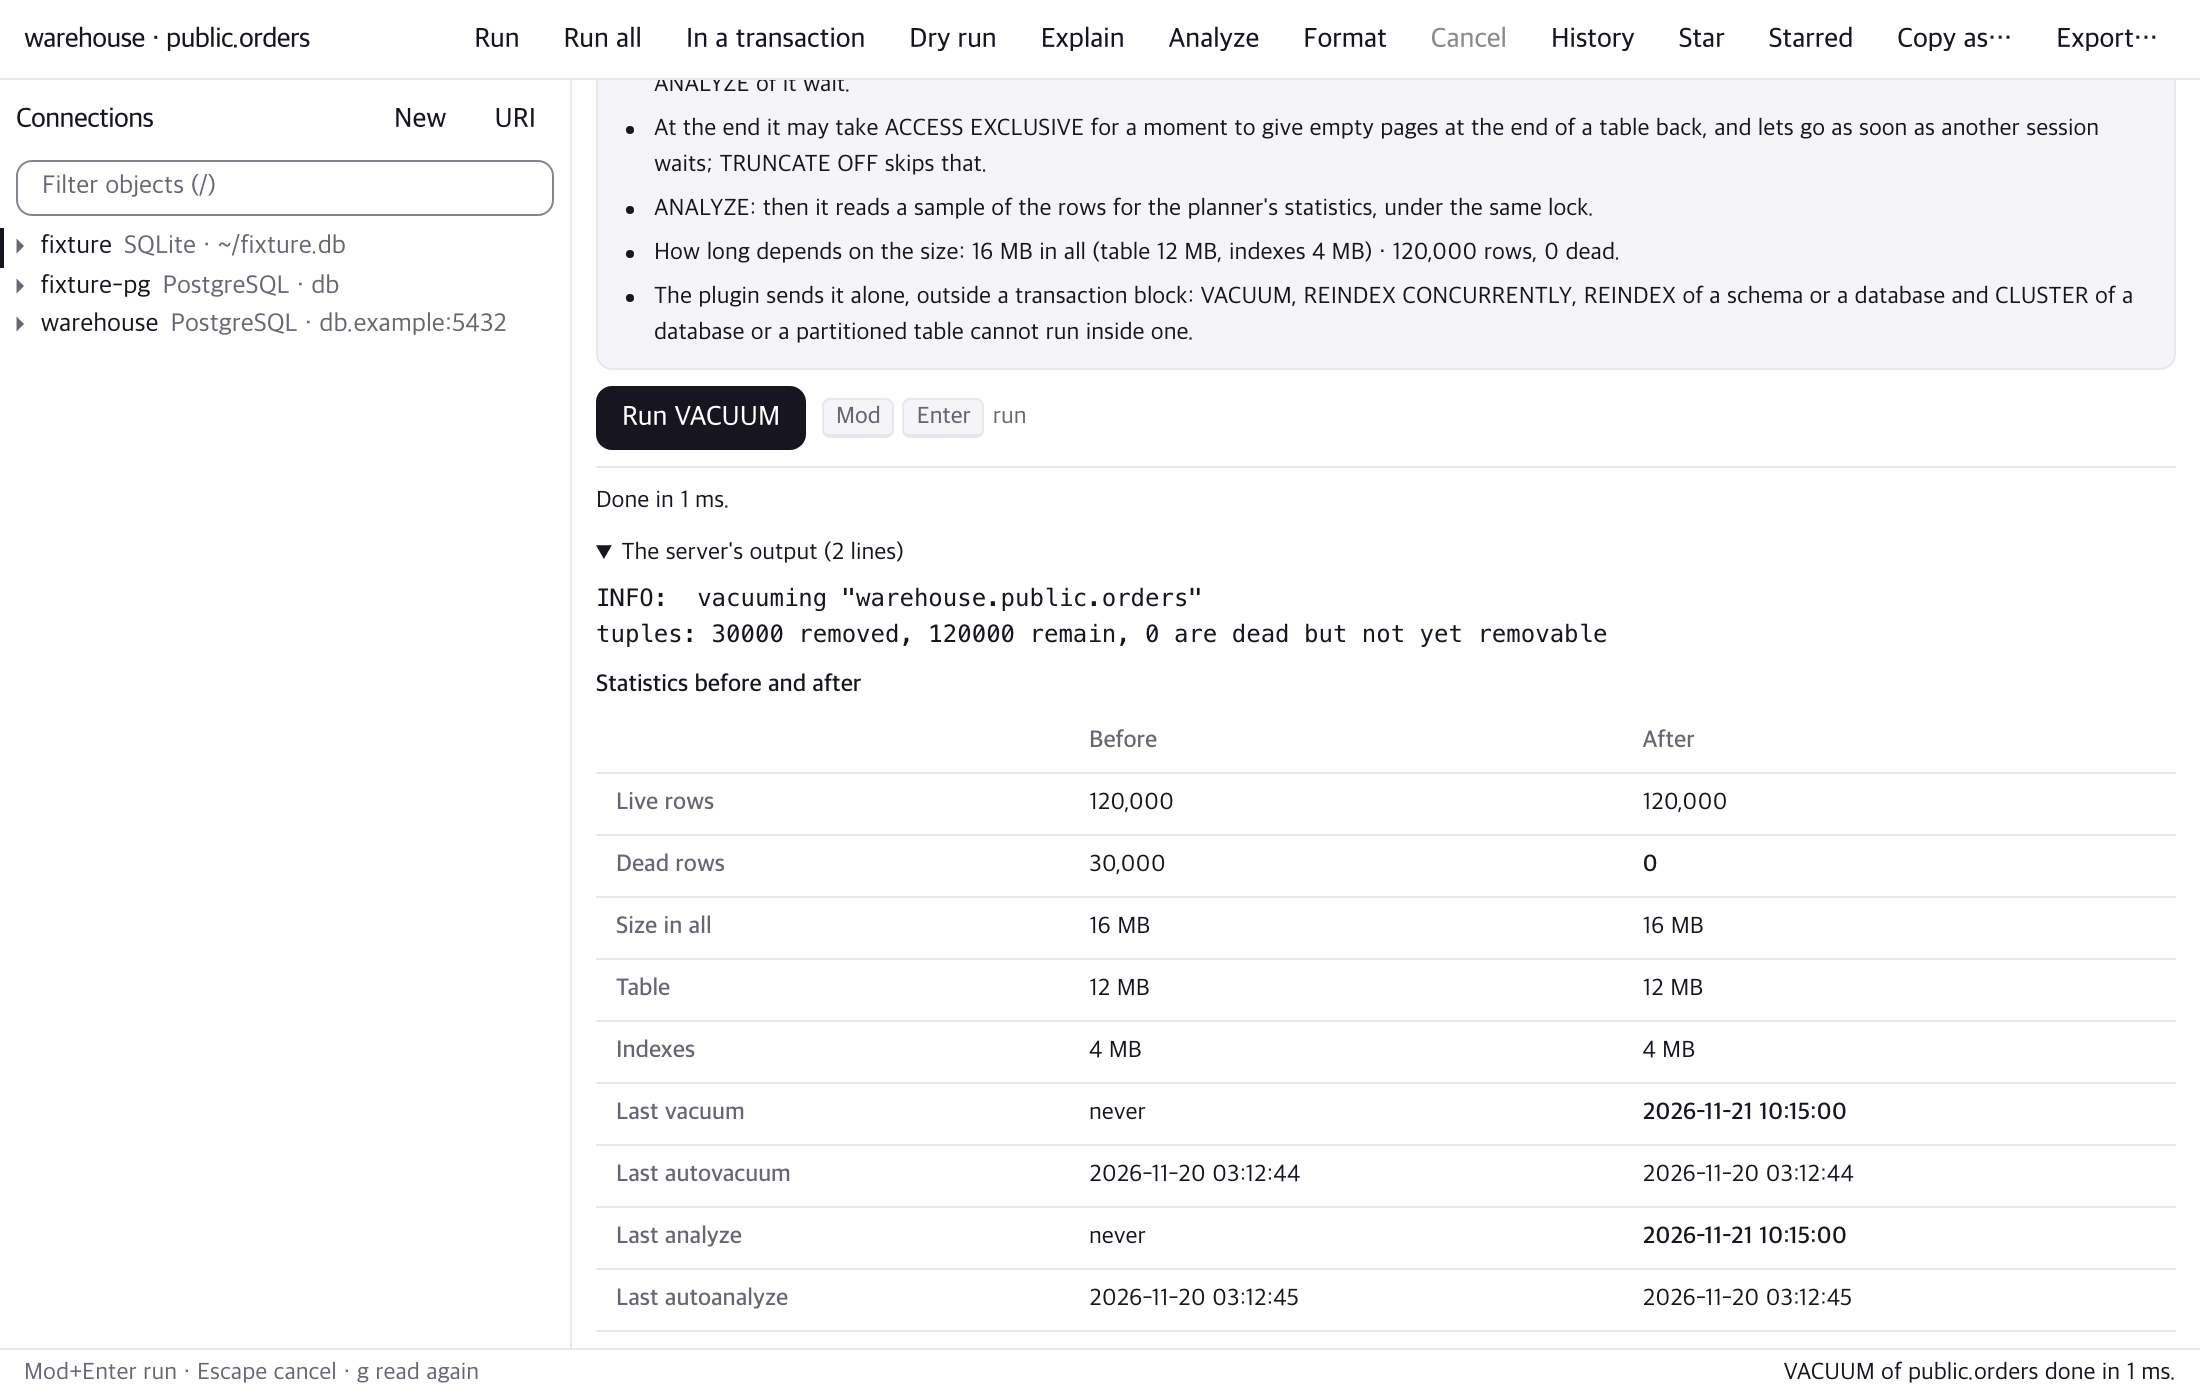 warehouse · public.orders
Run
Run all
In a transaction
Dry run
Explain
Analyze
Format
Cancel
History
Star
Starred
Copy as…
Export…
Connections
New
URI
Filter objects (/)
fixture SQLite · ~/fixture.db
fixture-pg PostgreSQL · db
warehouse PostgreSQL · db.example:5432
ANALYZE of it wait.
At the end it may take ACCESS EXCLUSIVE for a moment to give empty pages at the end of a table back, and lets go as soon as another session
waits; TRUNCATE OFF skips that.
ANALYZE: then it reads a sample of the rows for the planner's statistics, under the same lock.
How long depends on the size: 16 MB in all (table 12 MB, indexes 4 MB) · 120,000 rows, 0 dead.
The plugin sends it alone, outside a transaction block: VACUUM, REINDEX CONCURRENTLY, REINDEX of a schema or a database and CLUSTER of a
database or a partitioned table cannot run inside one.
Run VACUUM
Mod Enter run
Done in 1 ms.
▼ The server's output (2 lines)
INFO:  vacuuming "warehouse.public.orders"
tuples: 30000 removed, 120000 remain, 0 are dead but not yet removable
Statistics before and after
Before After
Live rows 120,000 120,000
Dead rows 30,000 0
Size in all 16 MB 16 MB
Table 12 MB 12 MB
Indexes 4 MB 4 MB
Last vacuum never 2026-11-21 10:15:00
Last autovacuum 2026-11-20 03:12:44 2026-11-20 03:12:44
Last analyze never 2026-11-21 10:15:00
Last autoanalyze 2026-11-20 03:12:45 2026-11-20 03:12:45
Mod+Enter run · Escape cancel · g read again
VACUUM of public.orders done in 1 ms.